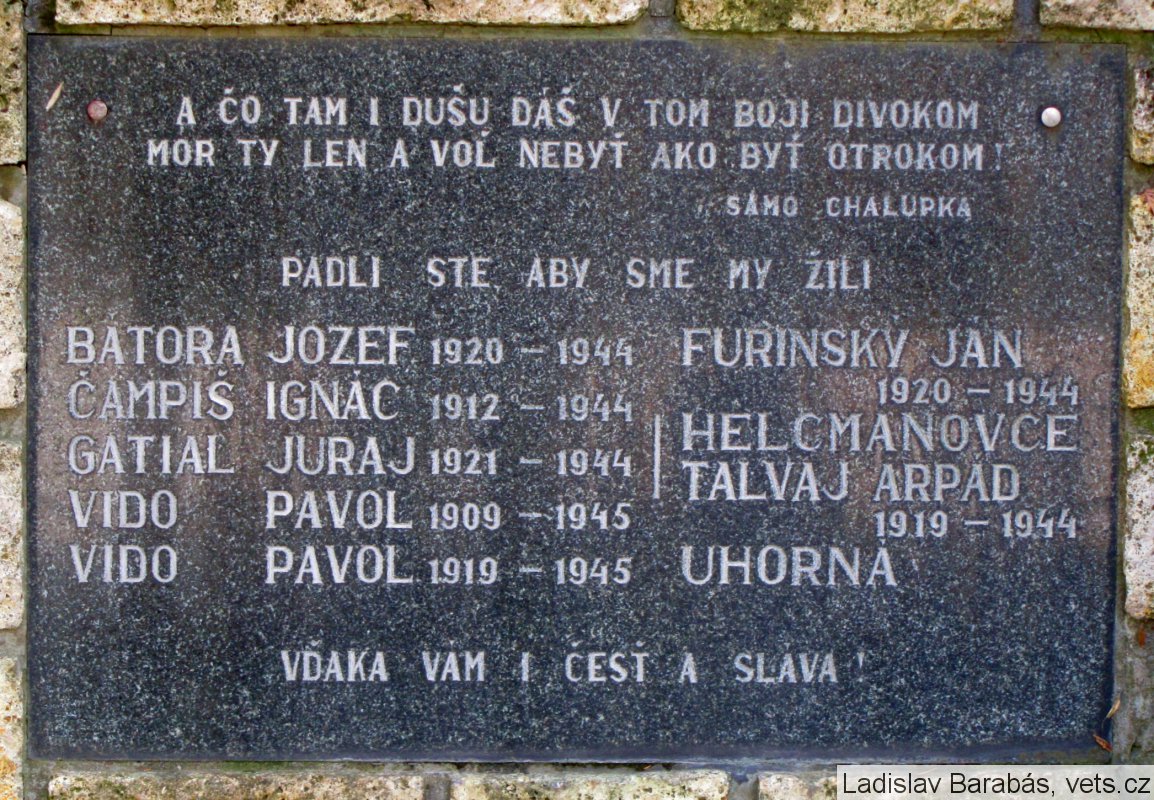 A ČO TAM I DUŠU DÁŠ V TOM BOJI DIVOKOM
MOR TY LEN A VOĽ NEBYŤ AKO BYŤ OTROKOM!
SAMO CHALUPKA
PADLI STE ABY SME MY ŽILI
BÁTORA JOZEF 1920 – 1944
ČAMPIŠ IGNÁC 1912 – 1944
GATIAL JURAJ 1921 – 1944
VIDO PAVOL 1909 – 1945
VIDO PAVOL 1919 – 1945
FURINSKÝ JÁN
1920 – 1944
HELCMANOVCE
TALVAJ ARPÁD
1919 – 1944
UHORNÁ
VĎAKA VÁM I ČESŤ A SLÁVA!
Ladislav Barabás, vets.cz